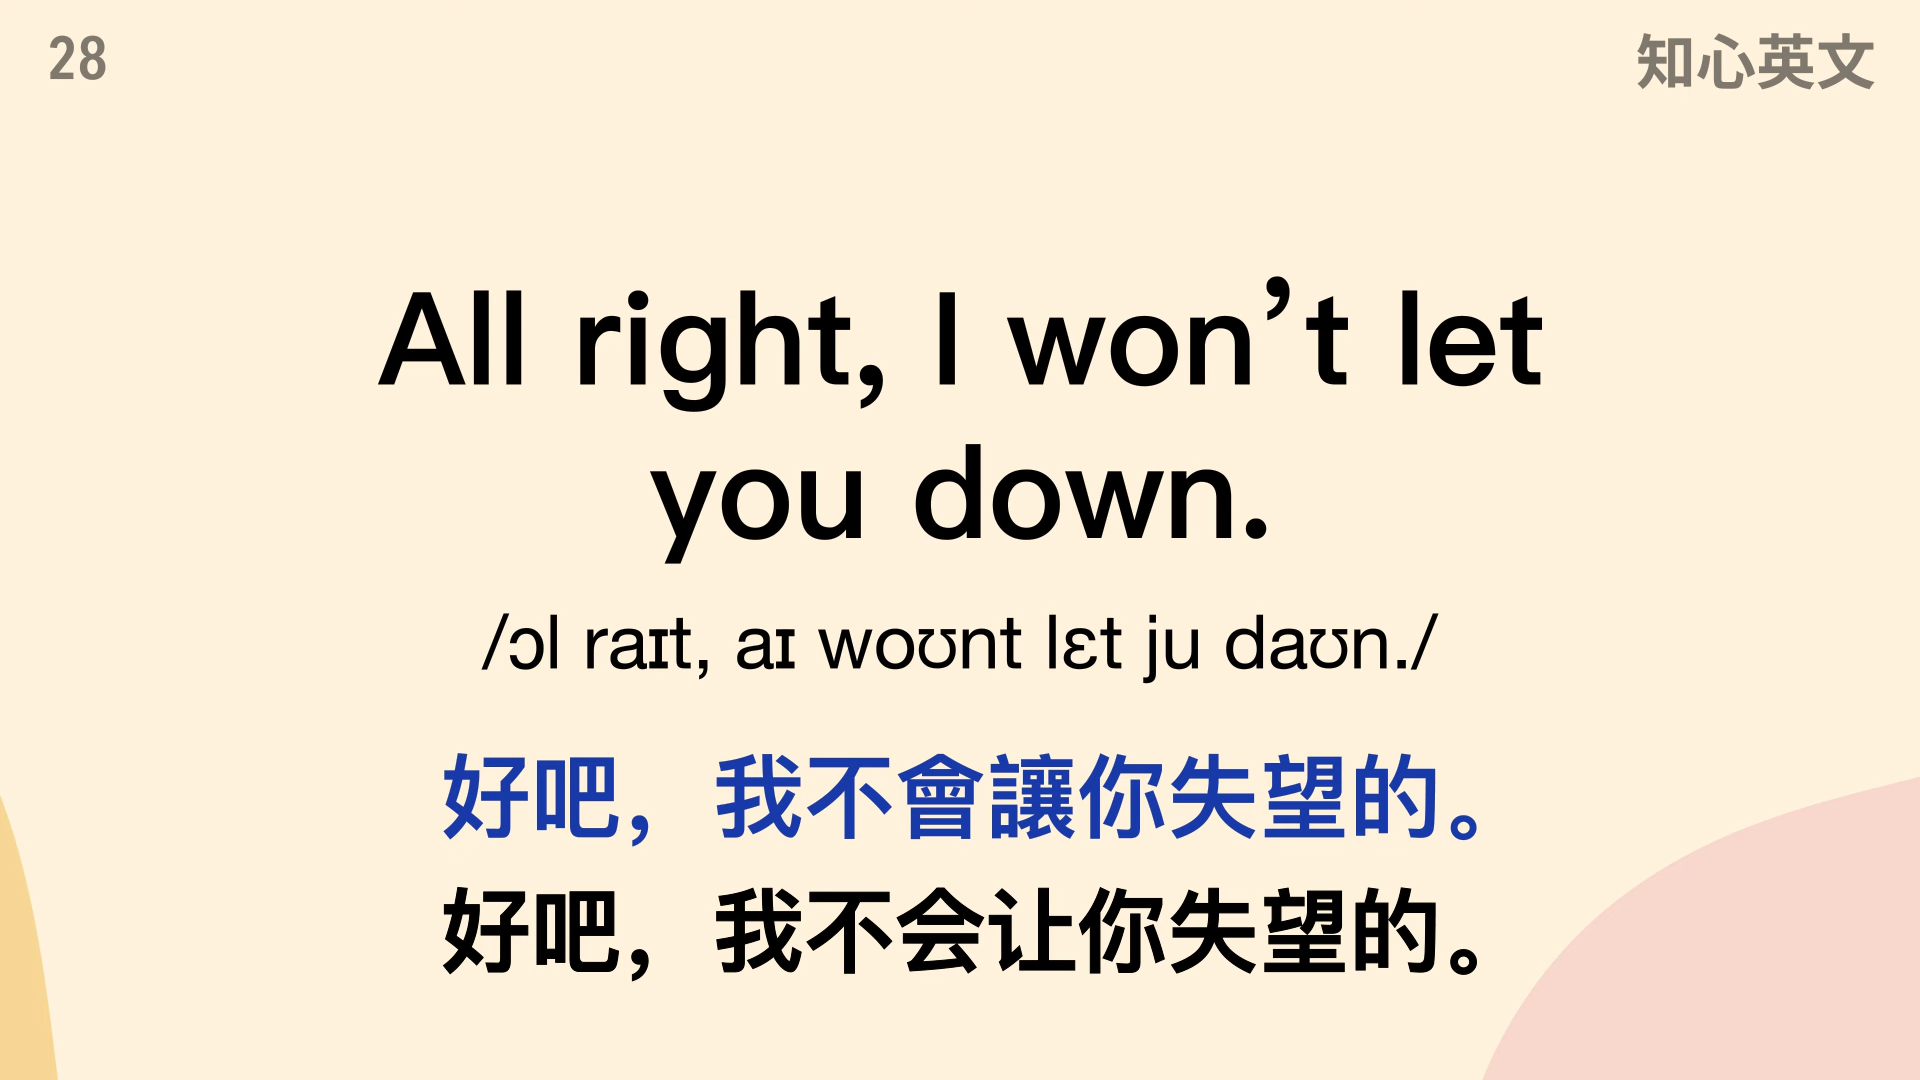 28
知心英文
All right, I won’t let
you down.
/ɔl raɪt, aɪ woʊnt lɛt ju daʊn./
好吧，我不會讓你失望的。
好吧，我不会让你失望的。